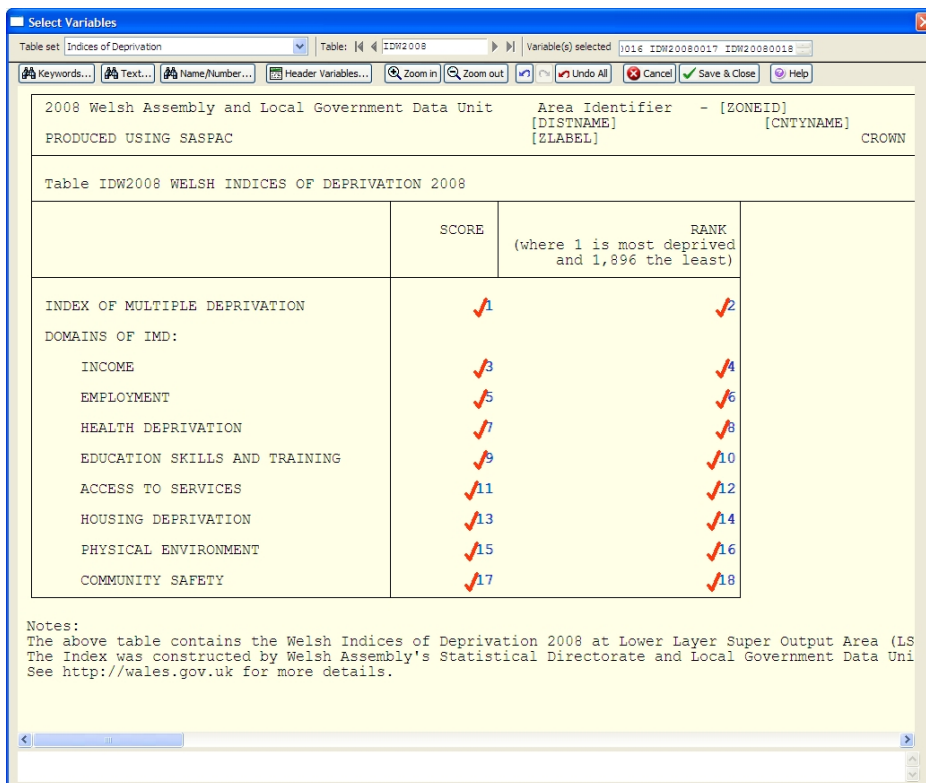 Select Variables
Table set Indices of Deprivation Table: IDW2008 Variable(s) selected 0016 IDW20080017 IDW20080018
Keywords... Text... Name/Number... Header Variables... Zoom in Zoom out Undo All Cancel Save & Close Help
2008 Welsh Assembly and Local Government Data Unit Area Identifier - [ZONEID]
[DISTNAME] [CNTYNAME]
PRODUCED USING SASPAC [ZLABEL] CROWN
Table IDW2008 WELSH INDICES OF DEPRIVATION 2008
SCORE RANK
(where 1 is most deprived
and 1,896 the least)
INDEX OF MULTIPLE DEPRIVATION 1 2
DOMAINS OF IMD:
INCOME 3 4
EMPLOYMENT 5 6
HEALTH DEPRIVATION 7 8
EDUCATION SKILLS AND TRAINING 9 10
ACCESS TO SERVICES 11 12
HOUSING DEPRIVATION 13 14
PHYSICAL ENVIRONMENT 15 16
COMMUNITY SAFETY 17 18
Notes:
The above table contains the Welsh Indices of Deprivation 2008 at Lower Layer Super Output Area (LS
The Index was constructed by Welsh Assembly's Statistical Directorate and Local Government Data Uni
See http://wales.gov.uk for more details.